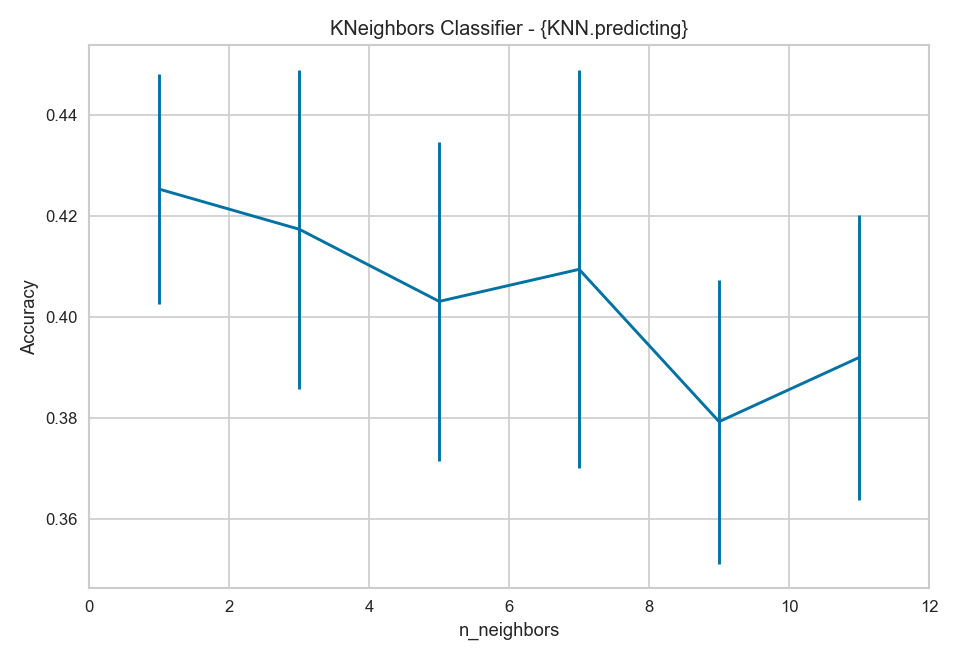 KNeighbors Classifier - {KNN.predicting}
0.44
0.42
0.40
0.38
0.36
Accuracy
0 2 4 6 8 10 12
n_neighbors